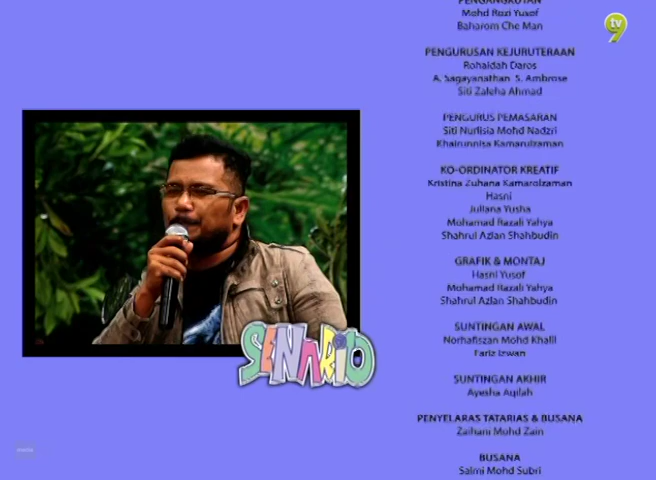 PENGANGKUTAN
Mohd Rozi Yusof
Baharom Che Man
PENGURUSAN KEJURUTERAAN
Rohaidah Daros
A. Sagayanathan S. Ambrose
Siti Zaleha Ahmad
PENGURUS PEMASARAN
Siti Nurlisia Mohd Nadzri
Khairunnisa Kamarulzaman
KO-ORDINATOR KREATIF
Kristina Zuhana Kamarolzaman
Hasni
Juliana Yusha
Mohamad Razali Yahya
Shahrul Azlan Shahbudin
GRAFIK & MONTAJ
Hasni Yusof
Mohamad Razali Yahya
Shahrul Azlan Shahbudin
SUNTINGAN AWAL
Norhafiszan Mohd Khalil
Fariz Izwan
SUNTINGAN AKHIR
Ayesha Aqilah
PENYELARAS TATARIAS & BUSANA
Zaihani Mohd Zain
BUSANA
Salmi Mohd Subri
tv9
SENARIO